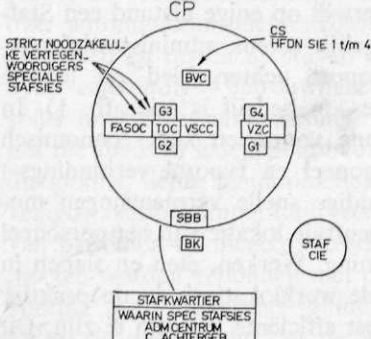 CP
STRICT NOODZAKELIJ-
KE VERTEGEN-
WOORDIGERS
SPECIALE
STAFSIES
CS
HFDN SIE 1 t/m 4
BVC
G3
G4
FASOC TOC VSCC
VZC
G2
G1
SBB
BK
STAF
CIE
STAFKWARTIER
WAARIN SPEC STAFSIES
ADM CENTRUM
C ACHTERGEB